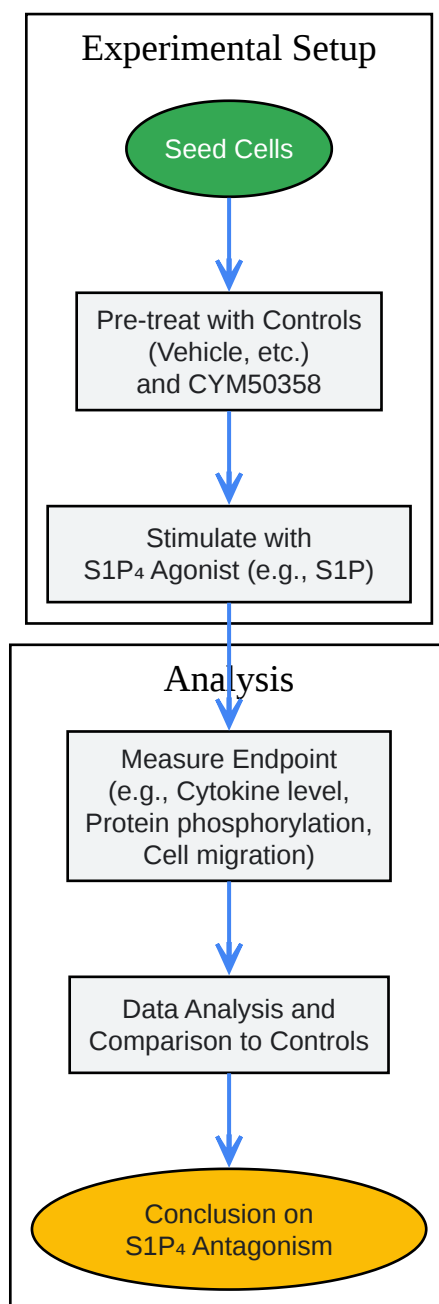 Experimental Setup
Seed Cells
Pre-treat with Controls
(Vehicle, etc.)
and CYM50358
Stimulate with
S1P₄ Agonist (e.g., S1P)
Analysis
Measure Endpoint
(e.g., Cytokine level,
Protein phosphorylation,
Cell migration)
Data Analysis and
Comparison to Controls
Conclusion on
S1P₄ Antagonism